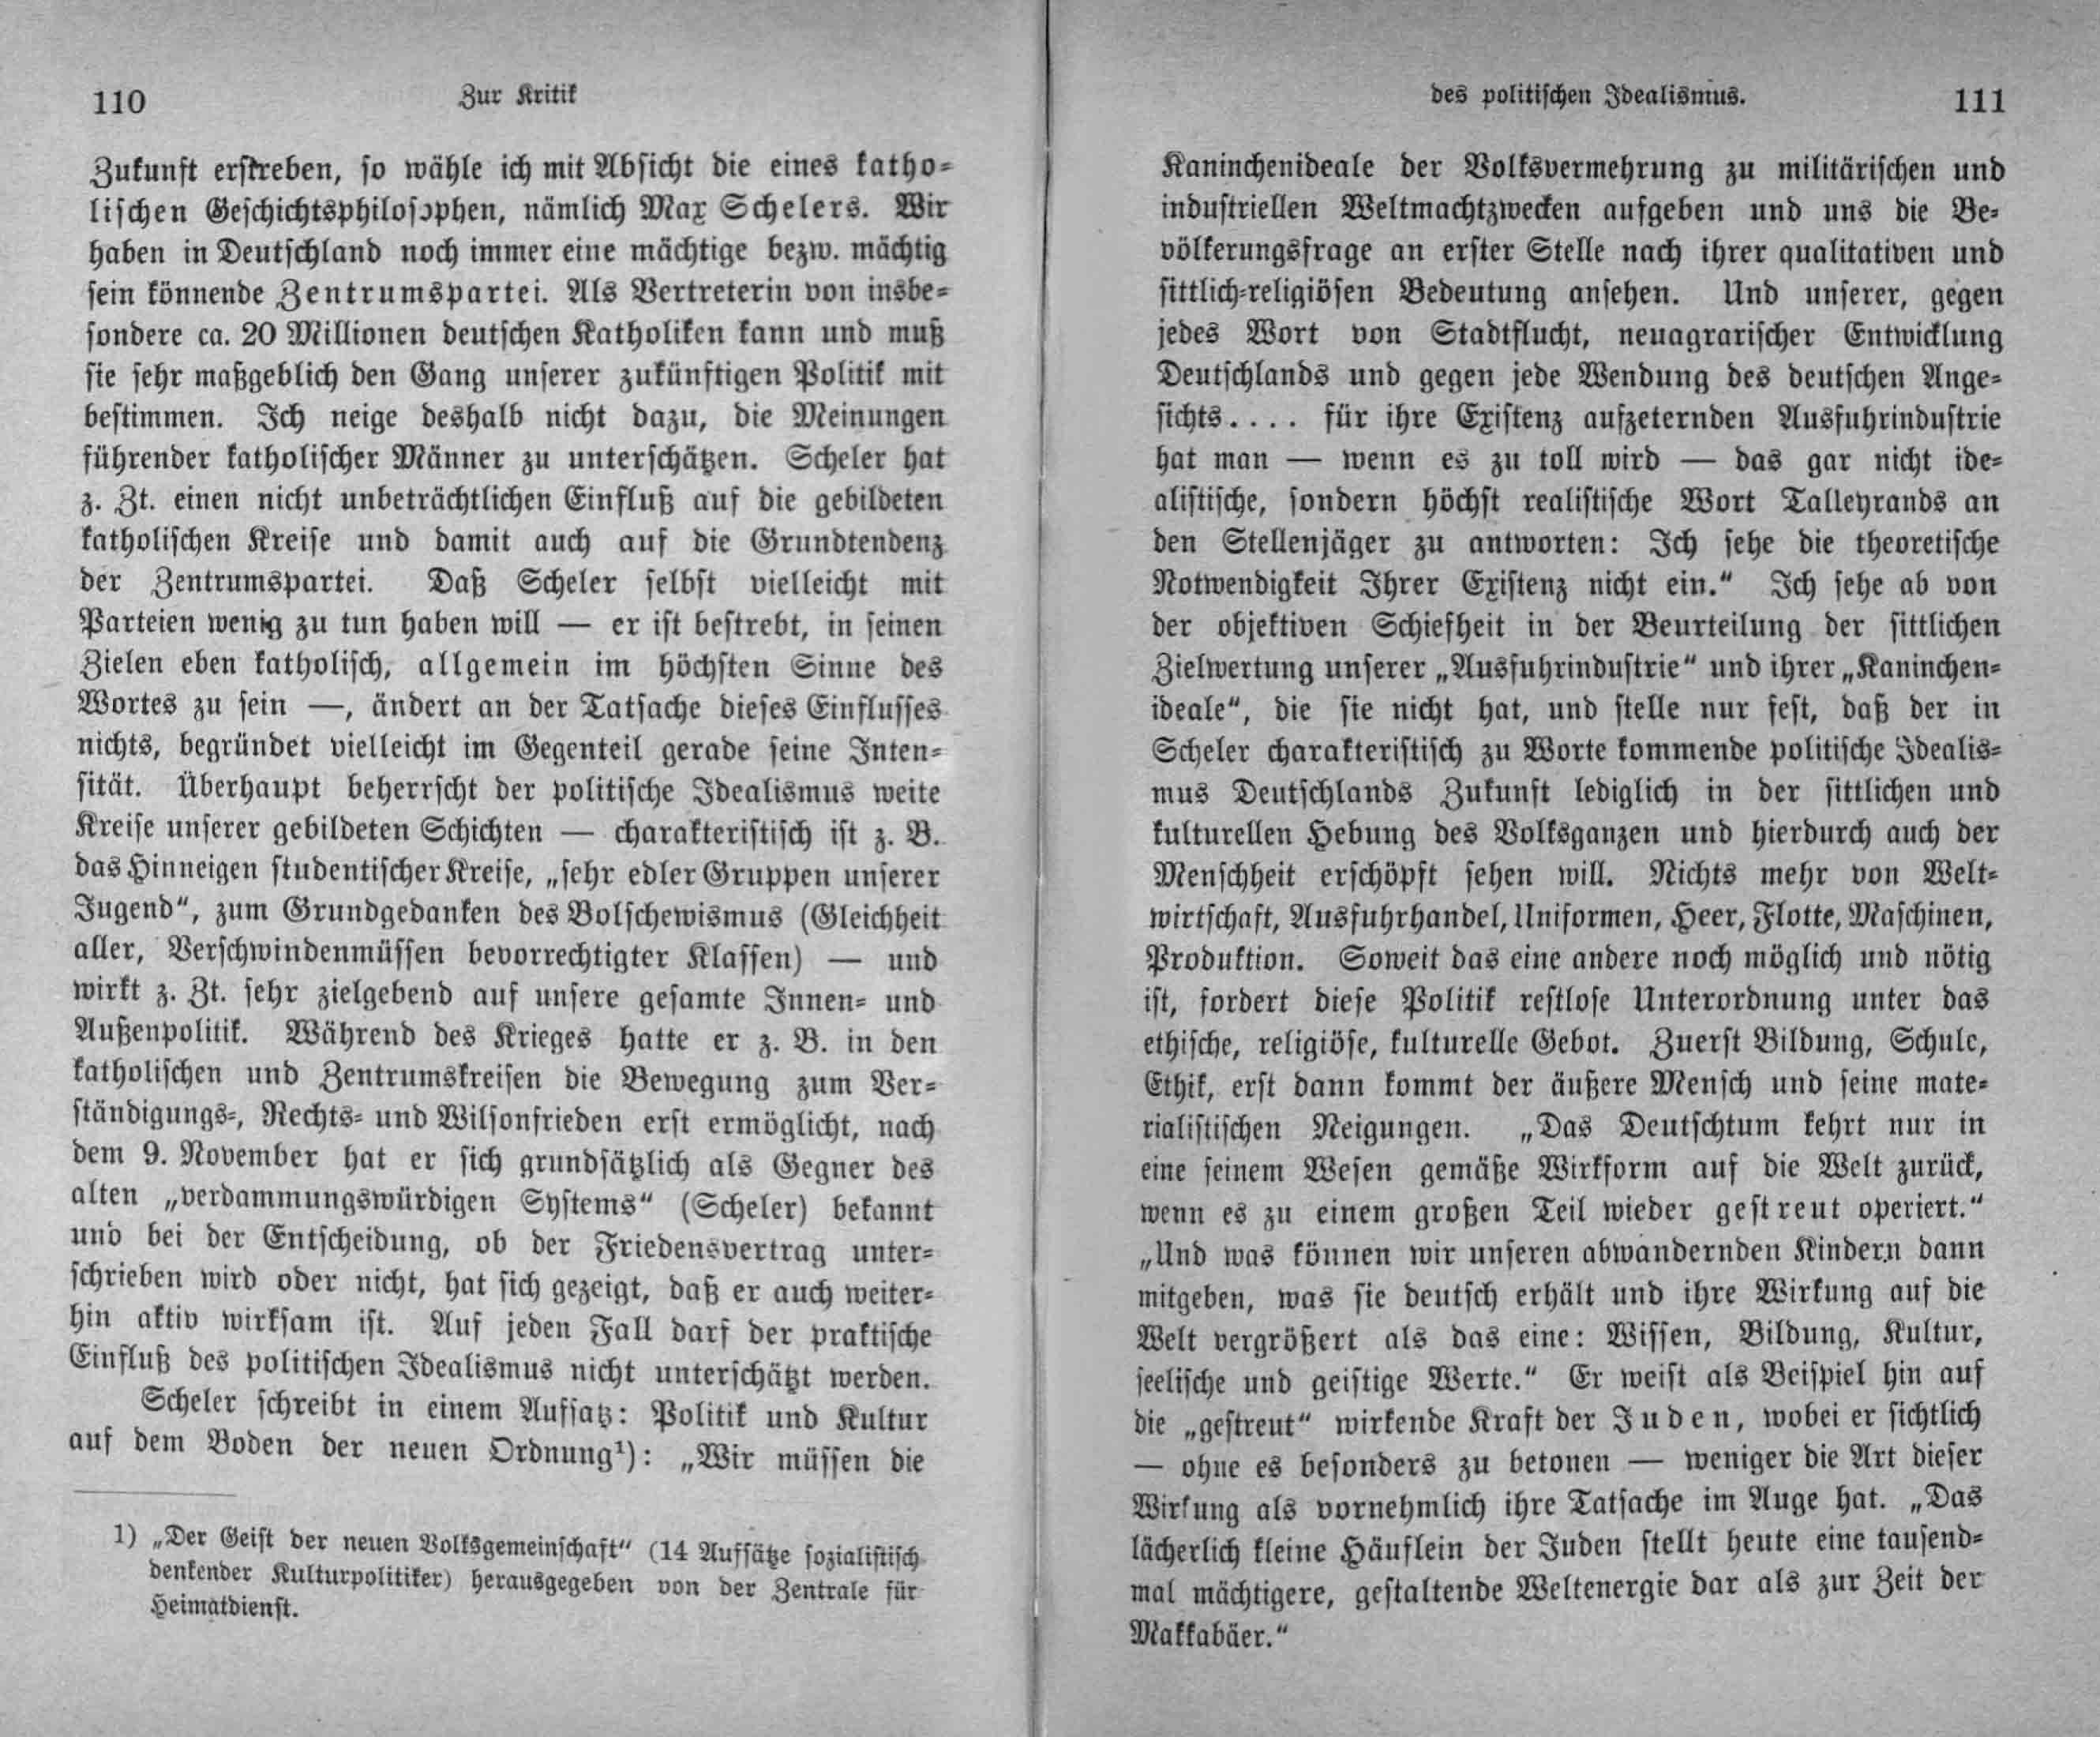 110
Zur Kritik
Zukunft erstreben, so wähle ich mit Absicht die eines katho-
lischen Geschichtsphilosophen, nämlich Max Schelers. Wir
haben in Deutschland noch immer eine mächtige bezw. mächtig
sein könnende Zentrumspartei. Als Vertreterin von insbe-
sondere ca. 20 Millionen deutschen Katholiken kann und muß
sie sehr maßgeblich den Gang unserer zukünftigen Politik mit
bestimmen. Ich neige deshalb nicht dazu, die Meinungen
führender katholischer Männer zu unterschätzen. Scheler hat
z. Zt. einen nicht unbeträchtlichen Einfluß auf die gebildeten
katholischen Kreise und damit auch auf die Grundtendenz
der Zentrumspartei. Daß Scheler selbst vielleicht mit
Parteien wenig zu tun haben will — er ist bestrebt, in seinen
Zielen eben katholisch, allgemein im höchsten Sinne des
Wortes zu sein —, ändert an der Tatsache dieses Einflusses
nichts, begründet vielleicht im Gegenteil gerade seine Inten-
sität. Überhaupt beherrscht der politische Idealismus weite
Kreise unserer gebildeten Schichten — charakteristisch ist z. B.
das Hinneigen studentischer Kreise, „sehr edler Gruppen unserer
Jugend“, zum Grundgedanken des Bolschewismus (Gleichheit
aller, Verschwindenmüssen bevorrechtigter Klassen) — und
wirkt z. Zt. sehr zielgebend auf unsere gesamte Innen- und
Außenpolitik. Während des Krieges hatte er z. B. in den
katholischen und Zentrumskreisen die Bewegung zum Ver-
ständigungs-, Rechts- und Wilsonfrieden erst ermöglicht, nach
dem 9. November hat er sich grundsätzlich als Gegner des
alten „verdammungswürdigen Systems“ (Scheler) bekannt
und bei der Entscheidung, ob der Friedensvertrag unter-
schrieben wird oder nicht, hat sich gezeigt, daß er auch weiter-
hin aktiv wirksam ist. Auf jeden Fall darf der praktische
Einfluß des politischen Idealismus nicht unterschätzt werden.
Scheler schreibt in einem Aufsatz: Politik und Kultur
auf dem Boden der neuen Ordnung¹): „Wir müssen die
1) „Der Geist der neuen Volksgemeinschaft“ (14 Aufsätze sozialistisch
denkender Kulturpolitiker) herausgegeben von der Zentrale für
Heimatdienst.
des politischen Idealismus.
111
Kaninchenideale der Volksvermehrung zu militärischen und
industriellen Weltmachtzwecken aufgeben und uns die Be-
völkerungsfrage an erster Stelle nach ihrer qualitativen und
sittlich-religiösen Bedeutung ansehen. Und unserer, gegen
jedes Wort von Stadtflucht, neuagrarischer Entwicklung
Deutschlands und gegen jede Wendung des deutschen Ange-
sichts.... für ihre Existenz aufzeternden Ausfuhrindustrie
hat man — wenn es zu toll wird — das gar nicht ide-
alistische, sondern höchst realistische Wort Talleyrands an
den Stellenjäger zu antworten: Ich sehe die theoretische
Notwendigkeit Ihrer Existenz nicht ein.“ Ich sehe ab von
der objektiven Schiefheit in der Beurteilung der sittlichen
Zielwertung unserer „Ausfuhrindustrie“ und ihrer „Kaninchen-
ideale“, die sie nicht hat, und stelle nur fest, daß der in
Scheler charakteristisch zu Worte kommende politische Idealis-
mus Deutschlands Zukunft lediglich in der sittlichen und
kulturellen Hebung des Volksganzen und hierdurch auch der
Menschheit erschöpft sehen will. Nichts mehr von Welt-
wirtschaft, Ausfuhrhandel, Uniformen, Heer, Flotte, Maschinen,
Produktion. Soweit das eine andere noch möglich und nötig
ist, fordert diese Politik restlose Unterordnung unter das
ethische, religiöse, kulturelle Gebot. Zuerst Bildung, Schule,
Ethik, erst dann kommt der äußere Mensch und seine mate-
rialistischen Neigungen. „Das Deutschtum kehrt nur in
eine seinem Wesen gemäße Wirkform auf die Welt zurück,
wenn es zu einem großen Teil wieder gestreut operiert.“
„Und was können wir unseren abwandernden Kindern dann
mitgeben, was sie deutsch erhält und ihre Wirkung auf die
Welt vergrößert als das eine: Wissen, Bildung, Kultur,
seelische und geistige Werte.“ Er weist als Beispiel hin auf
die „gestreut“ wirkende Kraft der Juden, wobei er sichtlich
— ohne es besonders zu betonen — weniger die Art dieser
Wirkung als vornehmlich ihre Tatsache im Auge hat. „Das
lächerlich kleine Häuflein der Juden stellt heute eine tausend-
mal mächtigere, gestaltende Weltenergie dar als zur Zeit der
Makkabäer.“